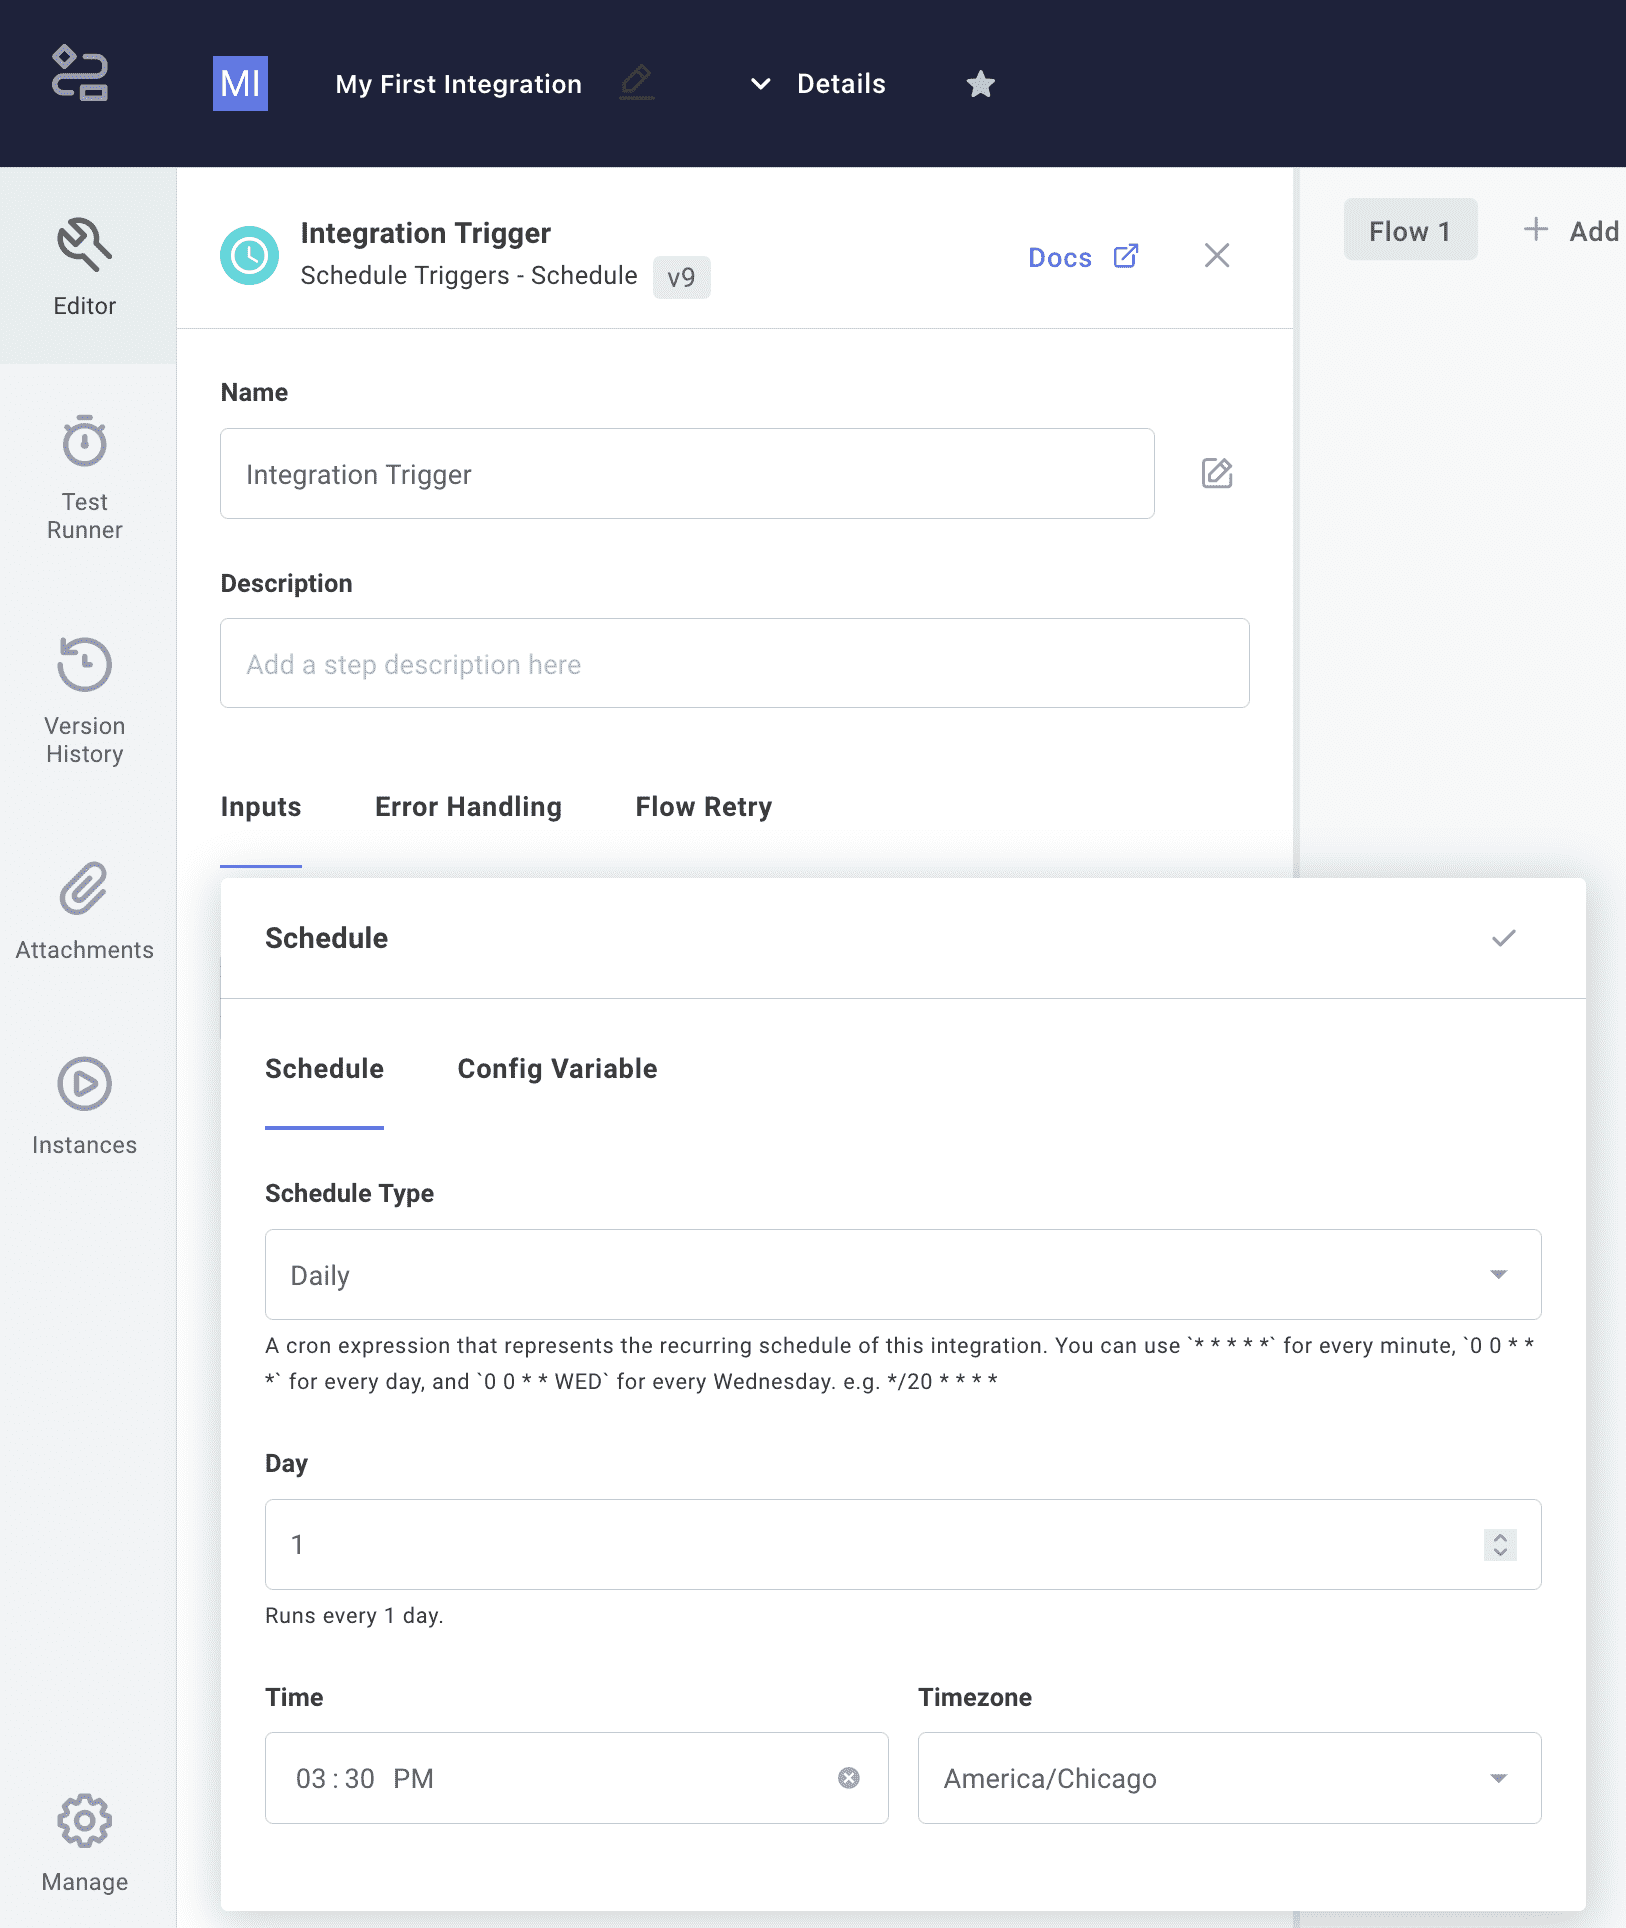 MI
My First Integration
Details
Editor
Test
Runner
Version
History
Attachments
Instances
Manage
Integration Trigger
Schedule Triggers - Schedule v9
Docs
Flow 1
Add
Name
Integration Trigger
Description
Add a step description here
Inputs
Error Handling
Flow Retry
Schedule
Schedule
Config Variable
Schedule Type
Daily
A cron expression that represents the recurring schedule of this integration. You can use `* * * * *` for every minute, `0 0 * *
*` for every day, and `0 0 * * WED` for every Wednesday. e.g. */20 * * * *
Day
1
Runs every 1 day.
Time
03 : 30 PM
Timezone
America/Chicago